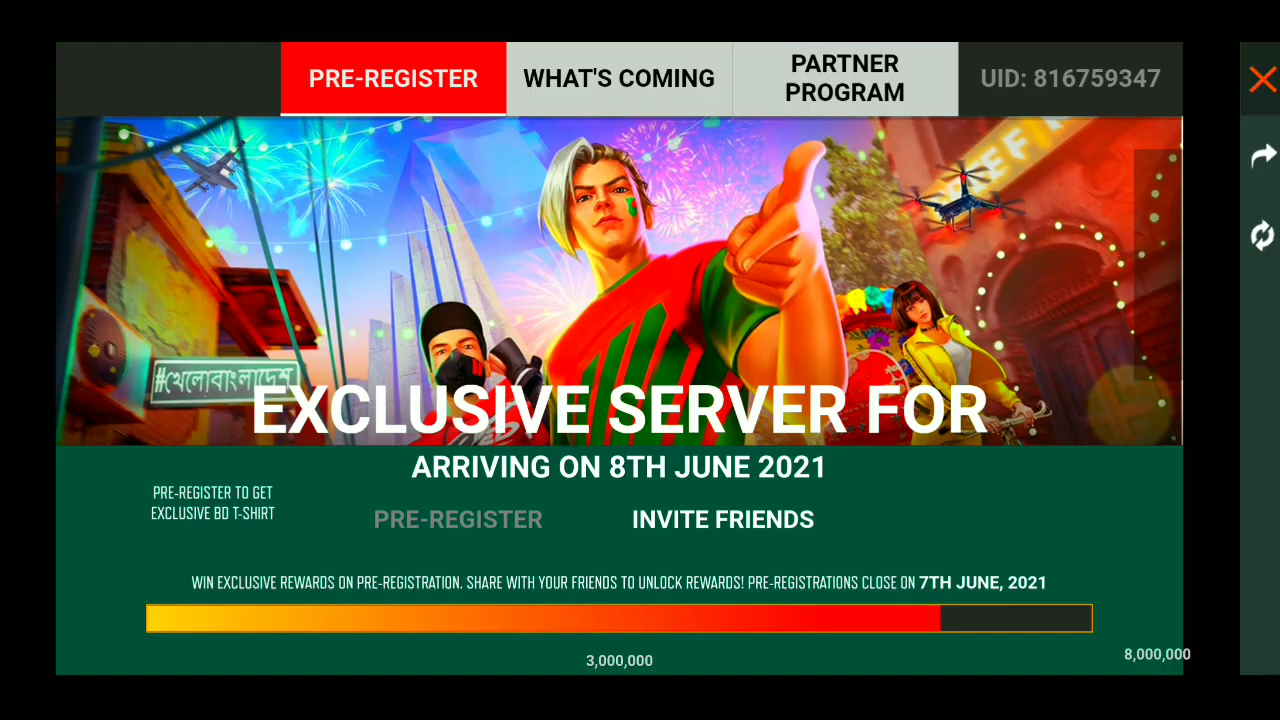 PRE-REGISTER
WHAT'S COMING
PARTNER
PROGRAM
UID: 816759347
#খেলোবাংলাদেশ
EXCLUSIVE SERVER FOR
ARRIVING ON 8TH JUNE 2021
PRE-REGISTER TO GET
EXCLUSIVE BD T-SHIRT
PRE-REGISTER
INVITE FRIENDS
WIN EXCLUSIVE REWARDS ON PRE-REGISTRATION. SHARE WITH YOUR FRIENDS TO UNLOCK REWARDS! PRE-REGISTRATIONS CLOSE ON 7TH JUNE, 2021
3,000,000
8,000,000